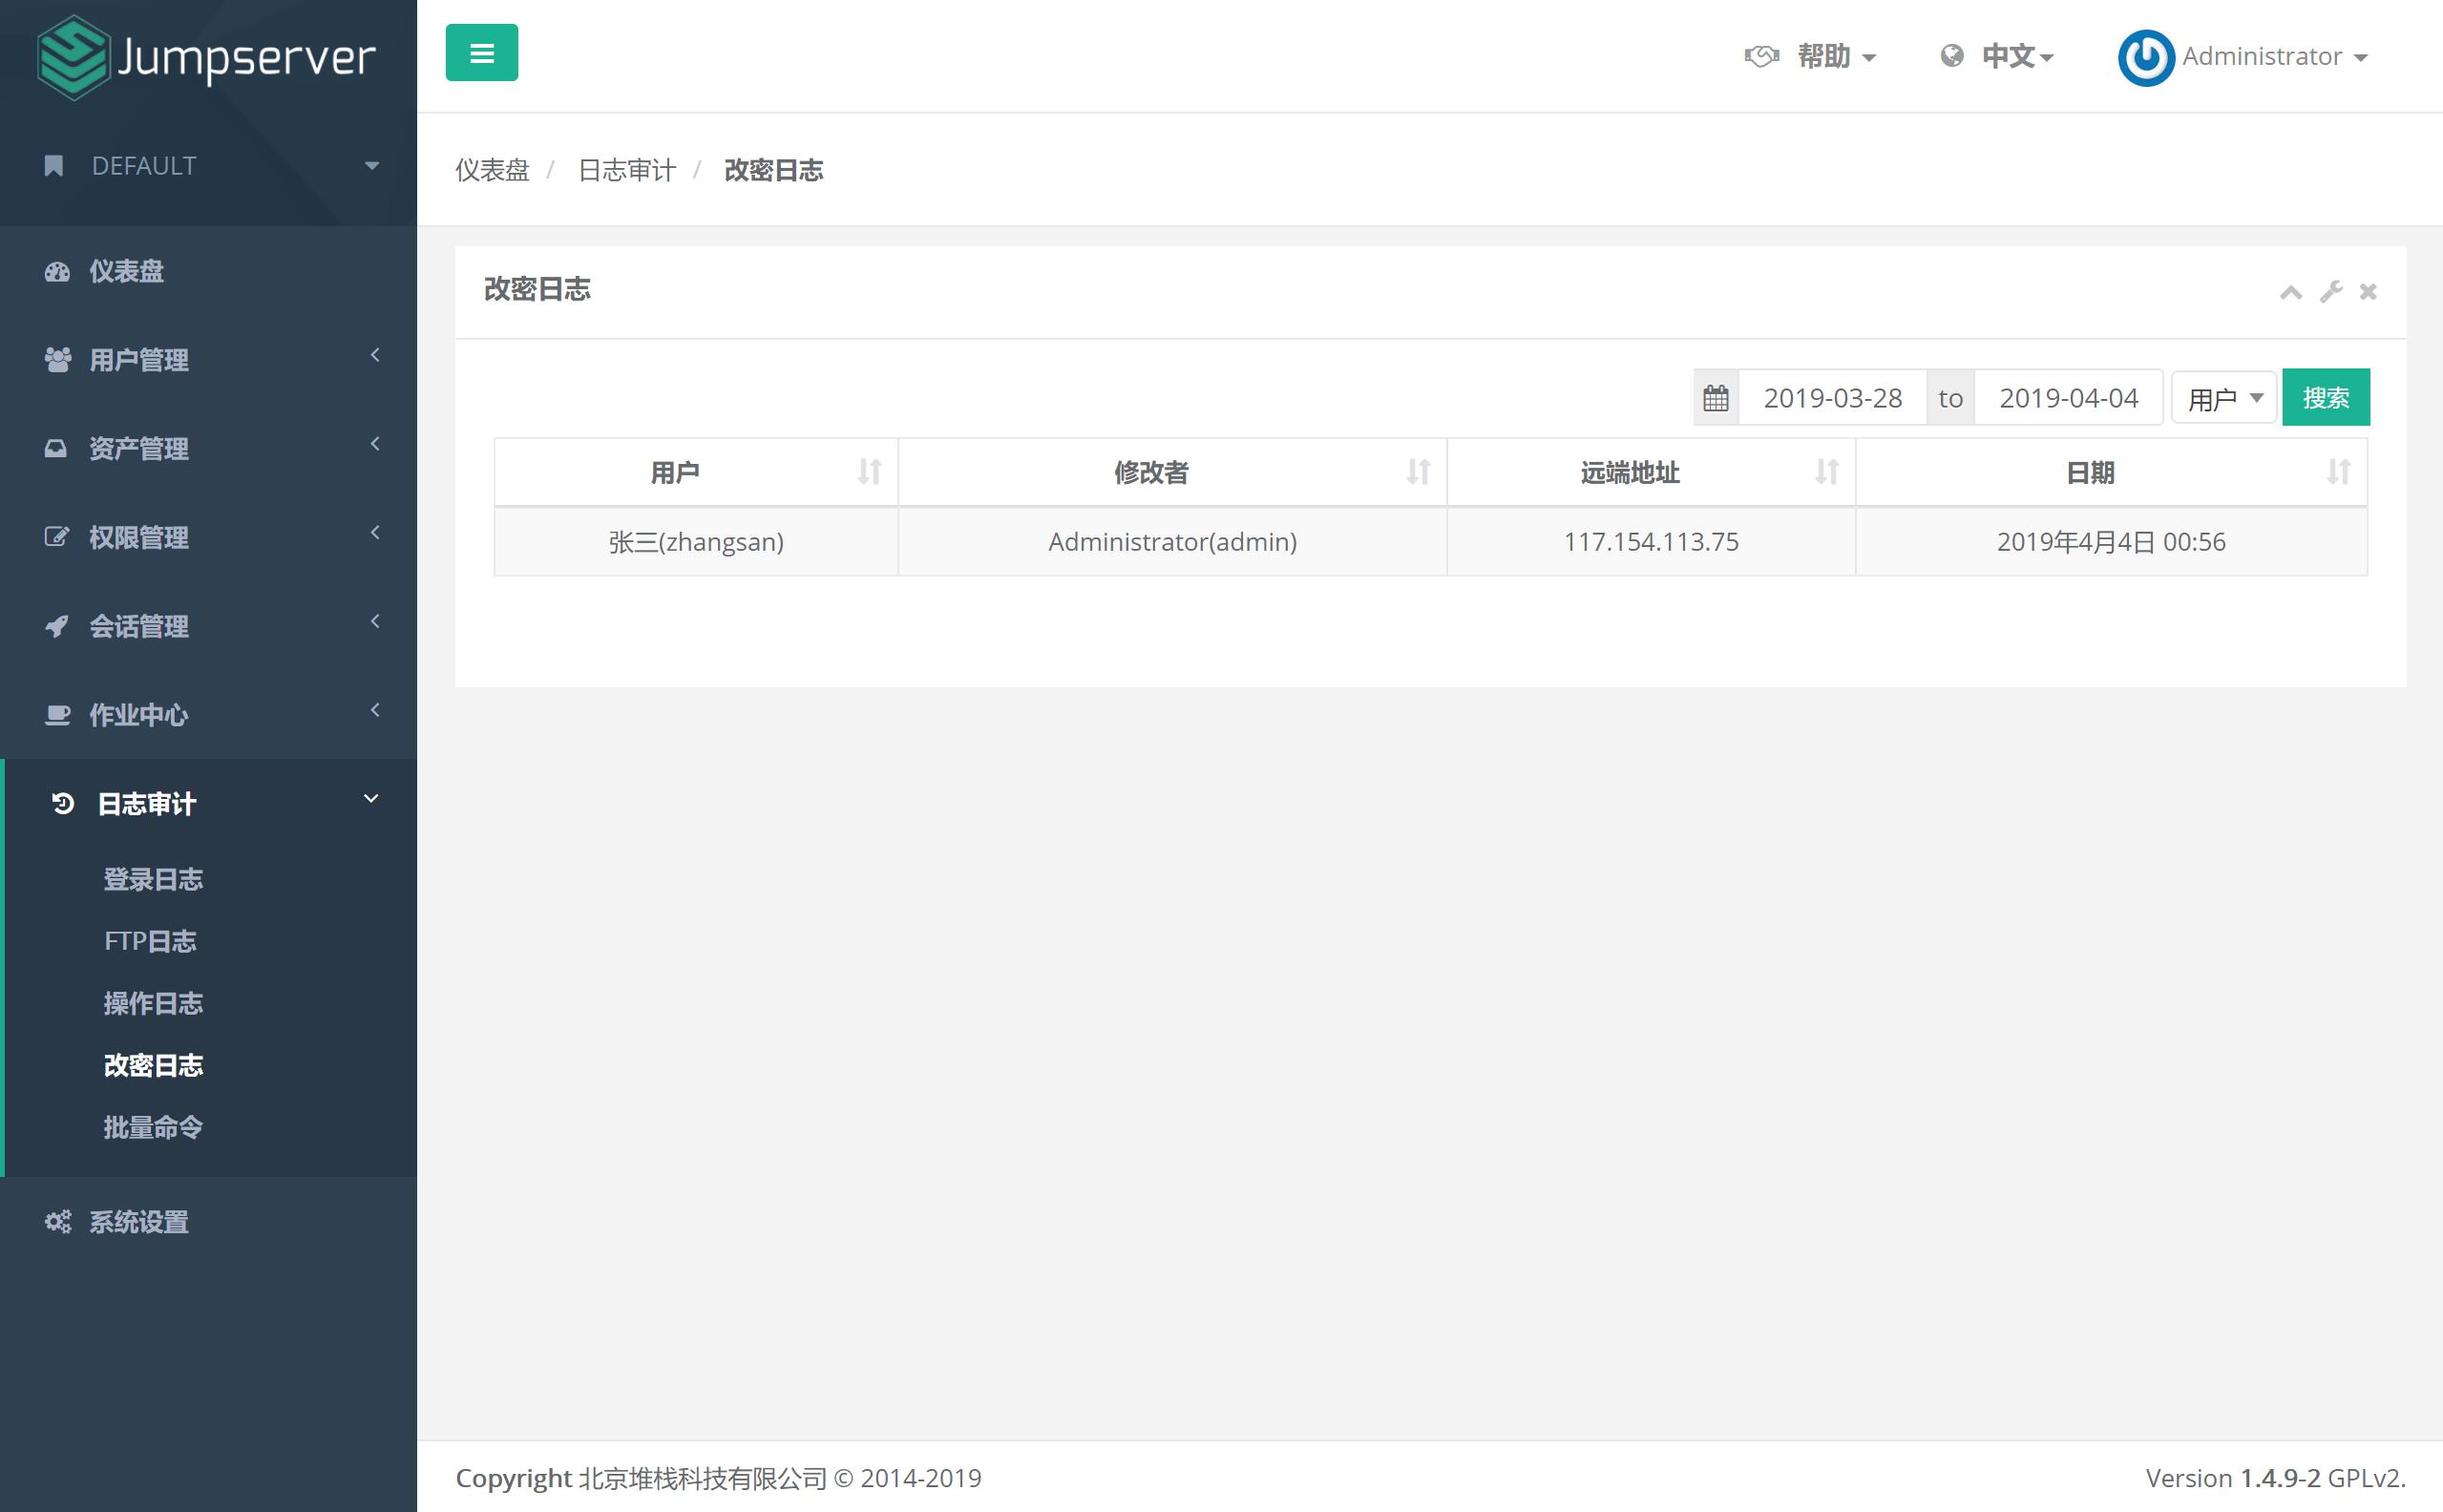 Jumpserver
DEFAULT
仪表盘
用户管理
资产管理
权限管理
会话管理
作业中心
日志审计
登录日志
FTP日志
操作日志
改密日志
批量命令
系统设置
帮助 中文 Administrator
仪表盘 / 日志审计 / 改密日志
改密日志
2019-03-28 to 2019-04-04 用户 搜索
用户 修改者 远端地址 日期
张三(zhangsan) Administrator(admin) 117.154.113.75 2019年4月4日 00:56
Copyright 北京堆栈科技有限公司 © 2014-2019
Version 1.4.9-2 GPLv2.